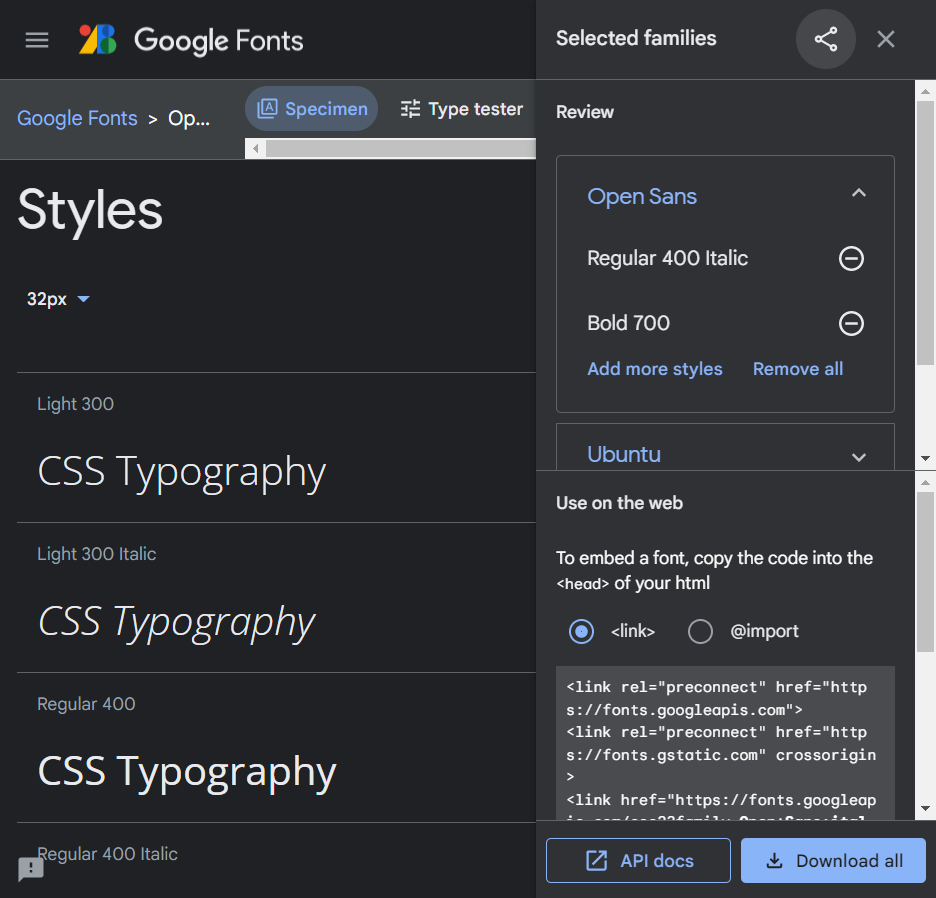 Google Fonts
Google Fonts > Op...
Specimen
Type tester
Styles
32px
Light 300
CSS Typography
Light 300 Italic
CSS Typography
Regular 400
CSS Typography
Regular 400 Italic
Selected families
Review
Open Sans
Regular 400 Italic
Bold 700
Add more styles Remove all
Ubuntu
Use on the web
To embed a font, copy the code into the
<head> of your html
<link> @import
<link rel="preconnect" href="http
s://fonts.googleapis.com">
<link rel="preconnect" href="http
s://fonts.gstatic.com" crossorigin
>
<link href="https://fonts.googleap
API docs
Download all